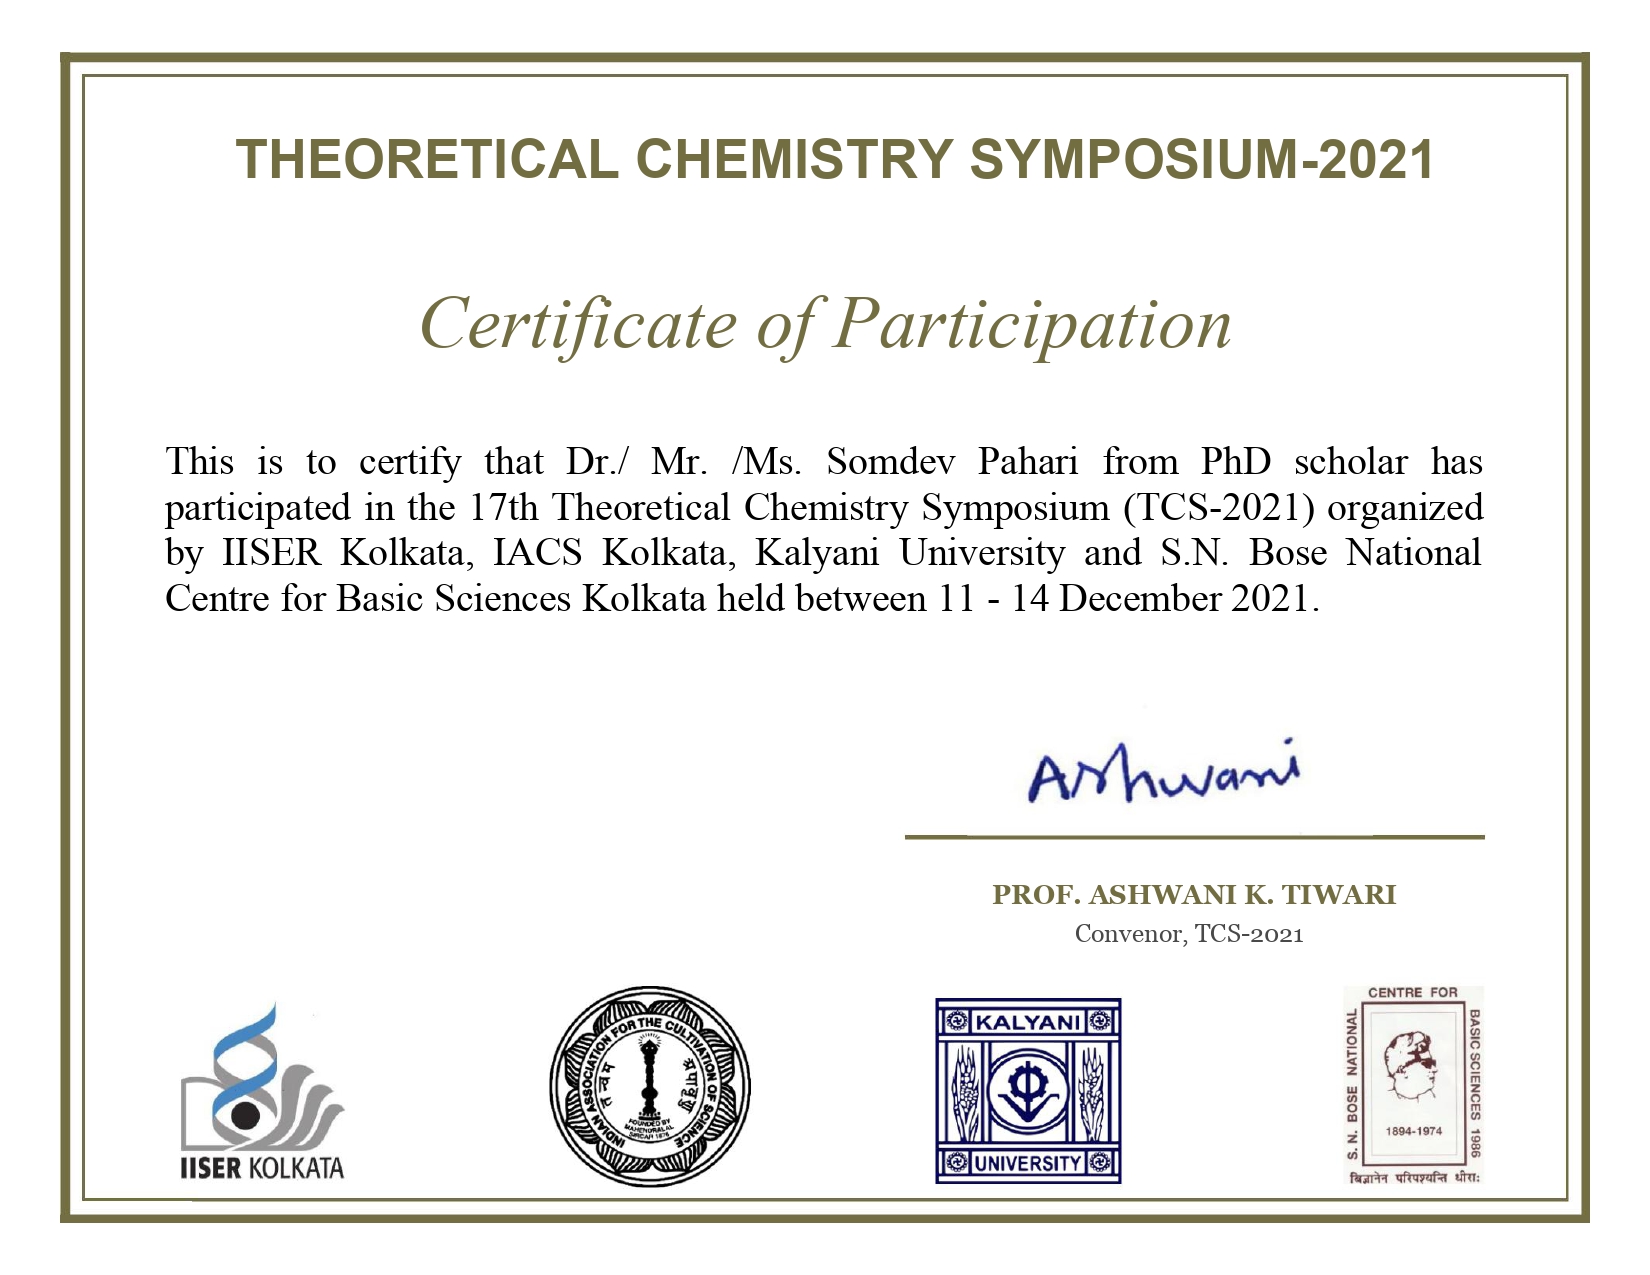 THEORETICAL CHEMISTRY SYMPOSIUM-2021
Certificate of Participation
This is to certify that Dr./ Mr. /Ms. Somdev Pahari from PhD scholar has
participated in the 17th Theoretical Chemistry Symposium (TCS-2021) organized
by IISER Kolkata, IACS Kolkata, Kalyani University and S.N. Bose National
Centre for Basic Sciences Kolkata held between 11 - 14 December 2021.
Ashwani
PROF. ASHWANI K. TIWARI
Convenor, TCS-2021
IISER KOLKATA
INDIAN ASSOCIATION FOR THE CULTIVATION OF SCIENCE
FOUNDED BY
MAHENDRALAL
SIRCAR 1876
KALYANI
UNIVERSITY
CENTRE FOR
S. N. BOSE NATIONAL
BASIC SCIENCES 1986
1894-1974